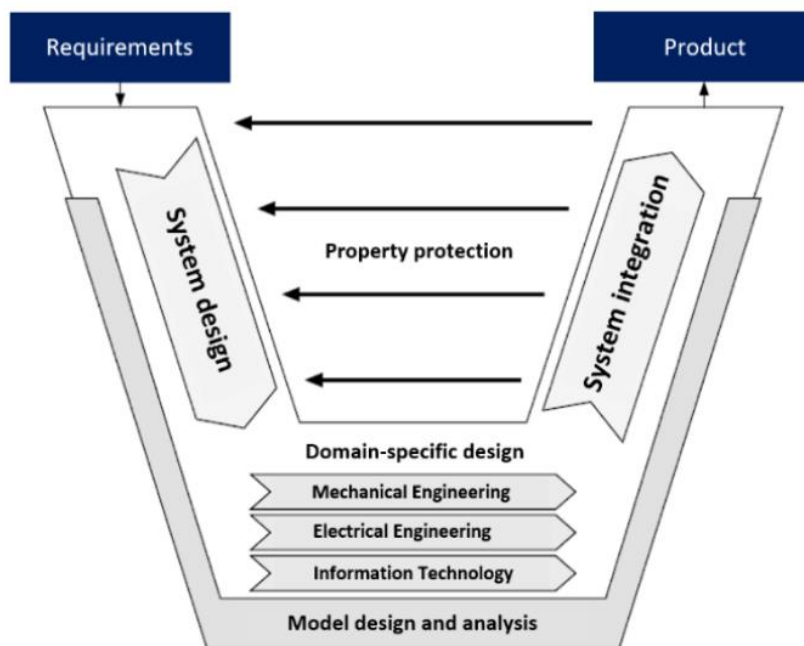 Requirements
Product
System design
Property protection
System integration
Domain-specific design
Mechanical Engineering
Electrical Engineering
Information Technology
Model design and analysis